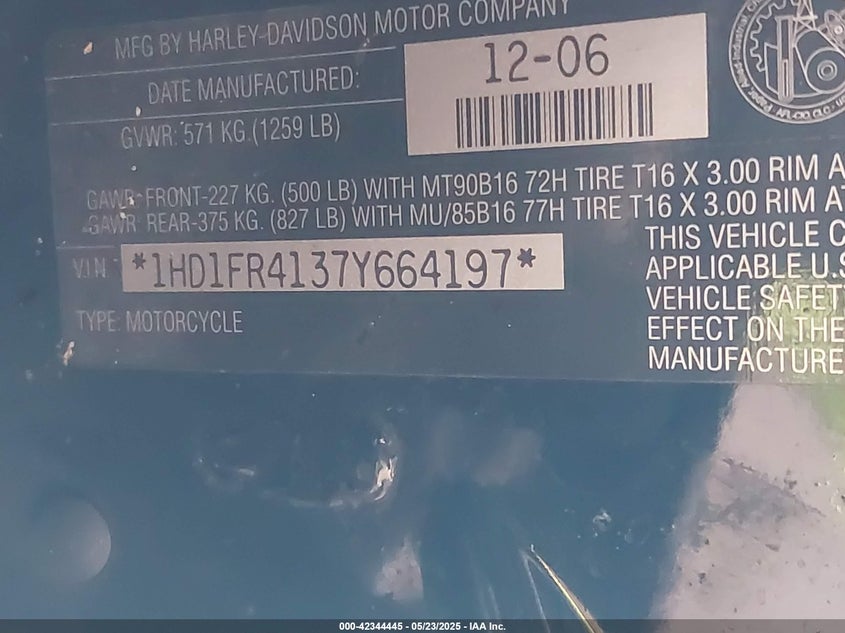 MFG BY HARLEY-DAVIDSON MOTOR COMPANY
DATE MANUFACTURED:
12-06
GVWR: 571 KG.(1259 LB)
GAWR: FRONT-227 KG. (500 LB) WITH MT90B16 72H TIRE T16 X 3.00 RIM A
GAWR: REAR-375 KG. (827 LB) WITH MU/85B16 77H TIRE T16 X 3.00 RIM AT
V.I.N. *1HD1FR4137Y664197*
TYPE: MOTORCYCLE
THIS VEHICLE C
APPLICABLE U.S
VEHICLE SAFETY
EFFECT ON THE
MANUFACTURE
000-42344445 - 05/23/2025 - IAA Inc.